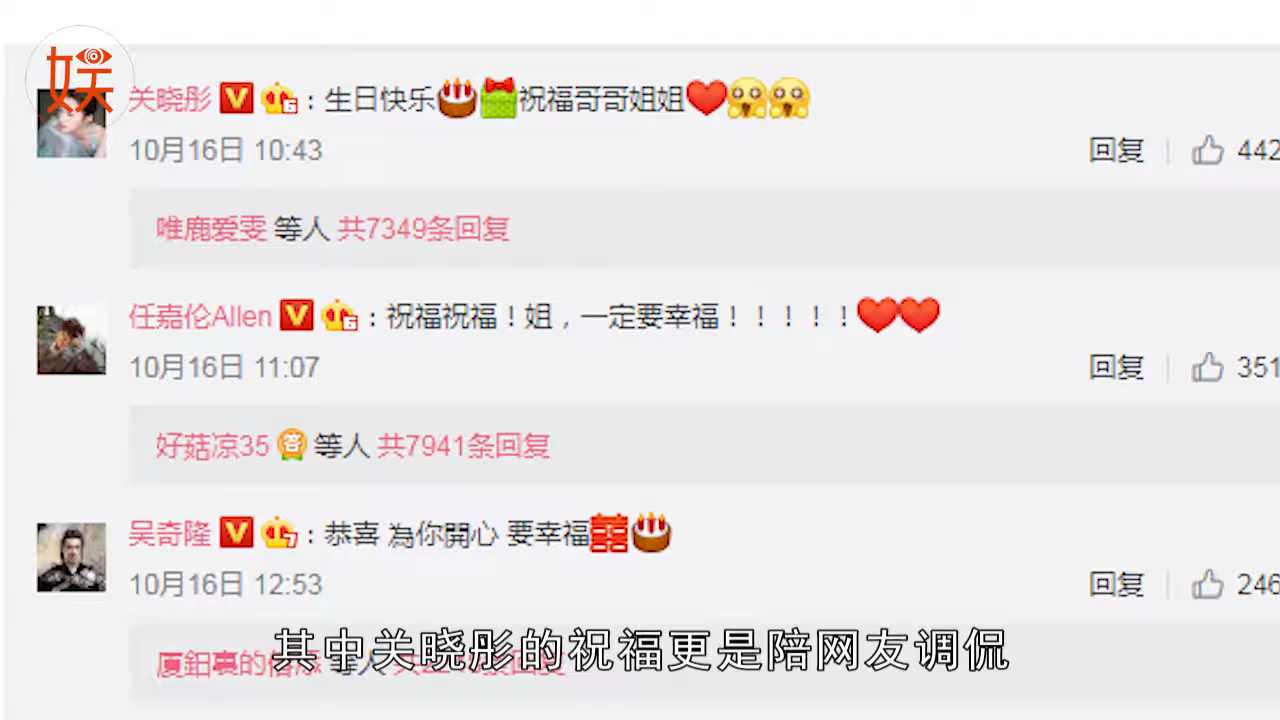 娱
关晓彤：生日快乐祝福哥哥姐姐
10月16日 10:43
回复 442
唯鹿爱雯 等人 共7349条回复
任嘉伦Allen：祝福祝福！姐，一定要幸福！！！！！
10月16日 11:07
回复 351
好菇凉35 等人 共7941条回复
吴奇隆：恭喜 為你開心 要幸福囍
10月16日 12:53
回复 246
其中关晓彤的祝福更是陪网友调侃
等人
条回复